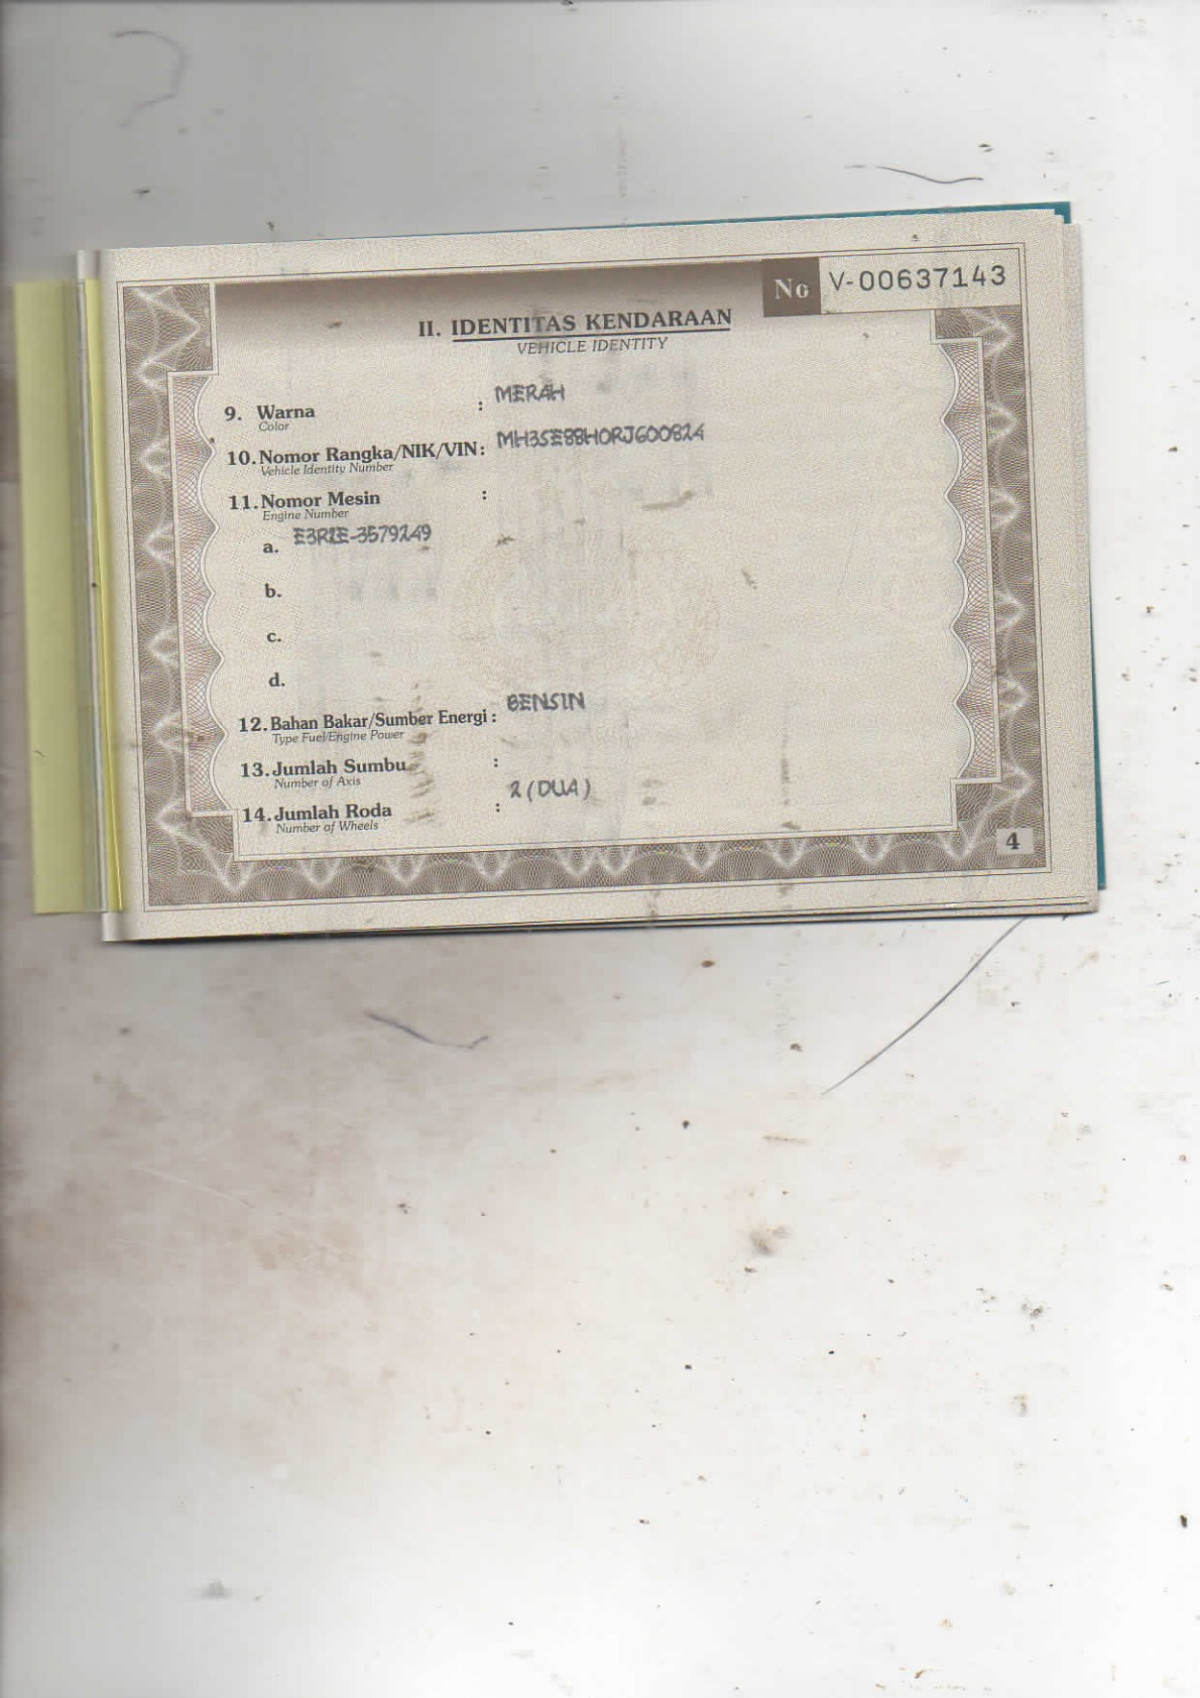 No V-00637143
II. IDENTITAS KENDARAAN
VEHICLE IDENTITY
9. Warna : MERAH
Color
10. Nomor Rangka/NIK/VIN : MH3SE88H0RJ600824
Vehicle Identity Number
11. Nomor Mesin :
Engine Number
a. E3R2E-3579249
b.
c.
d.
12. Bahan Bakar/Sumber Energi : BENSIN
Type Fuel/Engine Power
13. Jumlah Sumbu :
Number of Axis
14. Jumlah Roda : 2 (DUA)
Number of Wheels
4